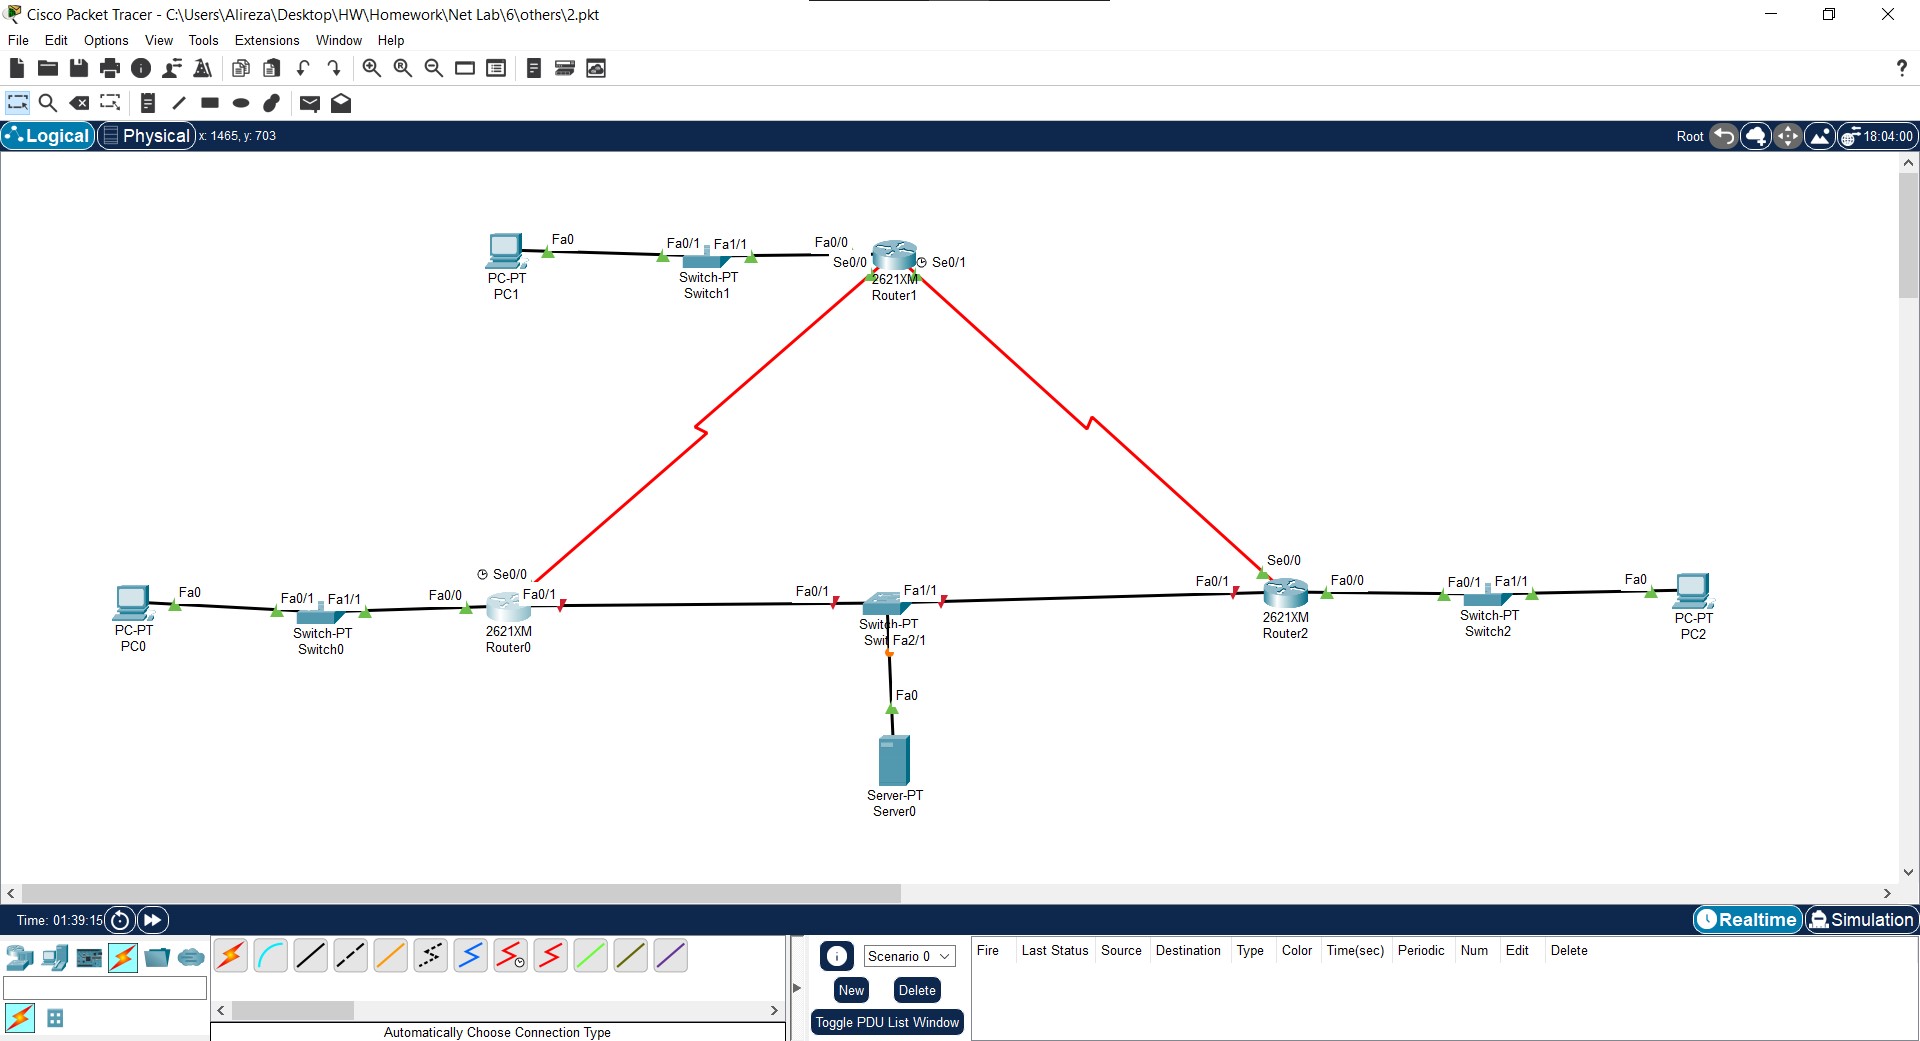 Cisco Packet Tracer - C:\Users\Alireza\Desktop\HW\Homework\Net Lab\6\others\2.pkt
File Edit Options View Tools Extensions Window Help
?
Logical Physical x: 1465, y: 703 Root 18:04:00
Fa0 Fa0/1 Fa1/1 Fa0/0
Se0/0 Se0/1
PC-PT Switch-PT 2621XM
PC1 Switch1 Router1
Se0/0 Se0/0
Fa0 Fa0/1 Fa1/1 Fa0/0 Fa0/1 Fa0/1 Fa1/1 Fa0/1 Fa0/0 Fa0/1 Fa1/1 Fa0
PC-PT Switch-PT 2621XM Switch-PT 2621XM Switch-PT PC-PT
PC0 Switch0 Router0 Swit Fa2/1 Router2 Switch2 PC2
Fa0
Server-PT
Server0
Time: 01:39:15 Realtime Simulation
Scenario 0 Fire Last Status Source Destination Type Color Time(sec) Periodic Num Edit Delete
New Delete
Toggle PDU List Window
Automatically Choose Connection Type